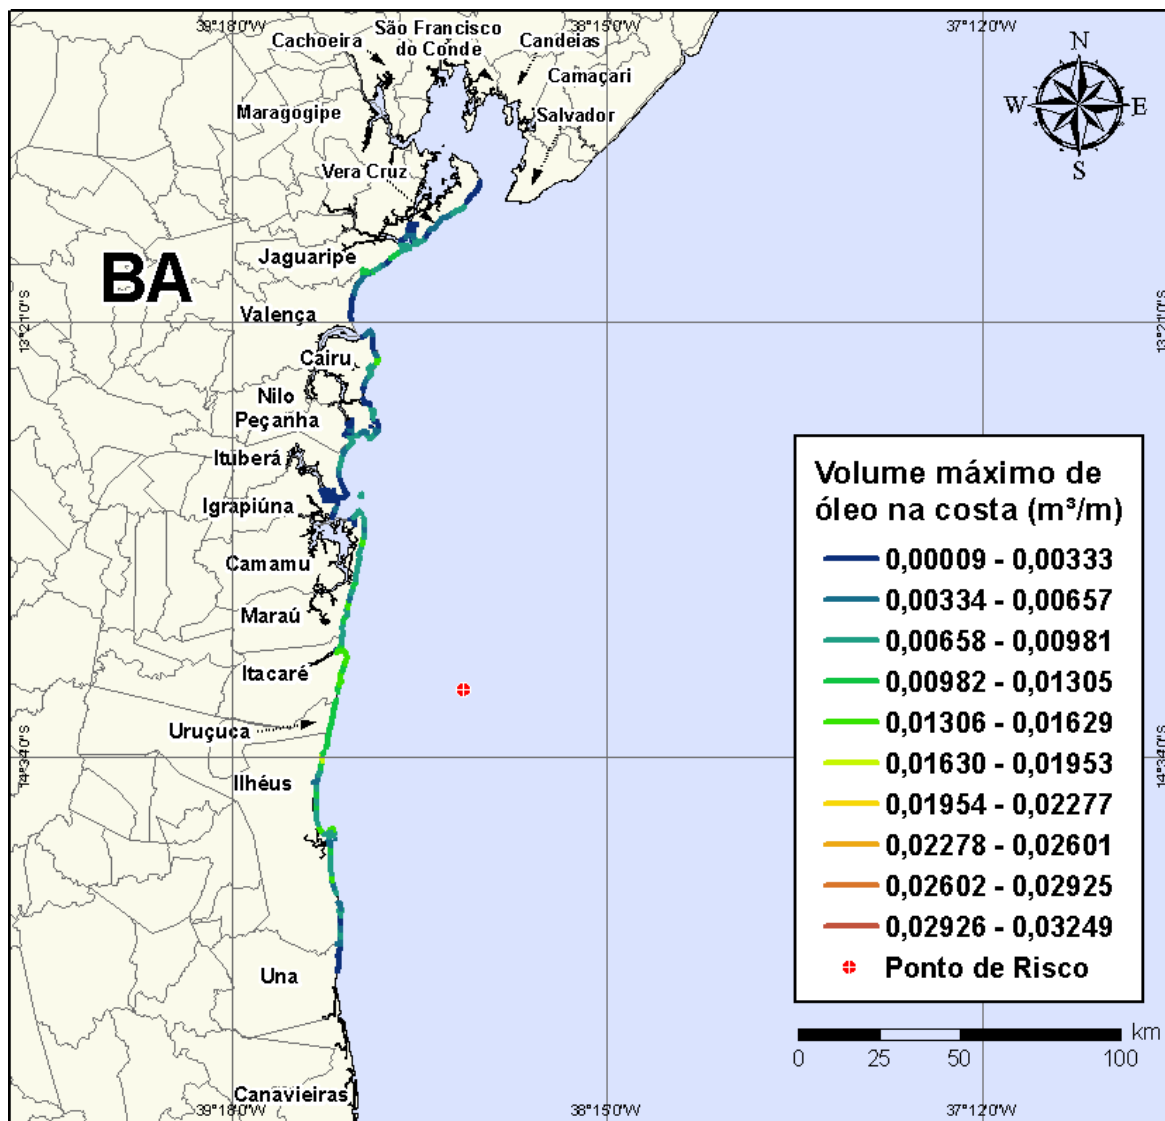 39°18'0"W
38°15'0"W
37°12'0"W
São Francisco
do Conde
Cachoeira
Candeias
Camaçari
Maragogipe
Salvador
Vera Cruz
N
W
E
S
Jaguaripe
BA
Valença
13°21'0"S
13°21'0"S
Cairu
Nilo
Peçanha
Ituberá
Igrapiúna
Camamu
Maraú
Itacaré
Uruçuca
Ilhéus
14°34'0"S
14°34'0"S
Una
Canavieiras
Volume máximo de
óleo na costa (m³/m)
0,00009 - 0,00333
0,00334 - 0,00657
0,00658 - 0,00981
0,00982 - 0,01305
0,01306 - 0,01629
0,01630 - 0,01953
0,01954 - 0,02277
0,02278 - 0,02601
0,02602 - 0,02925
0,02926 - 0,03249
Ponto de Risco
km
0 25 50 100
39°18'0"W
38°15'0"W
37°12'0"W